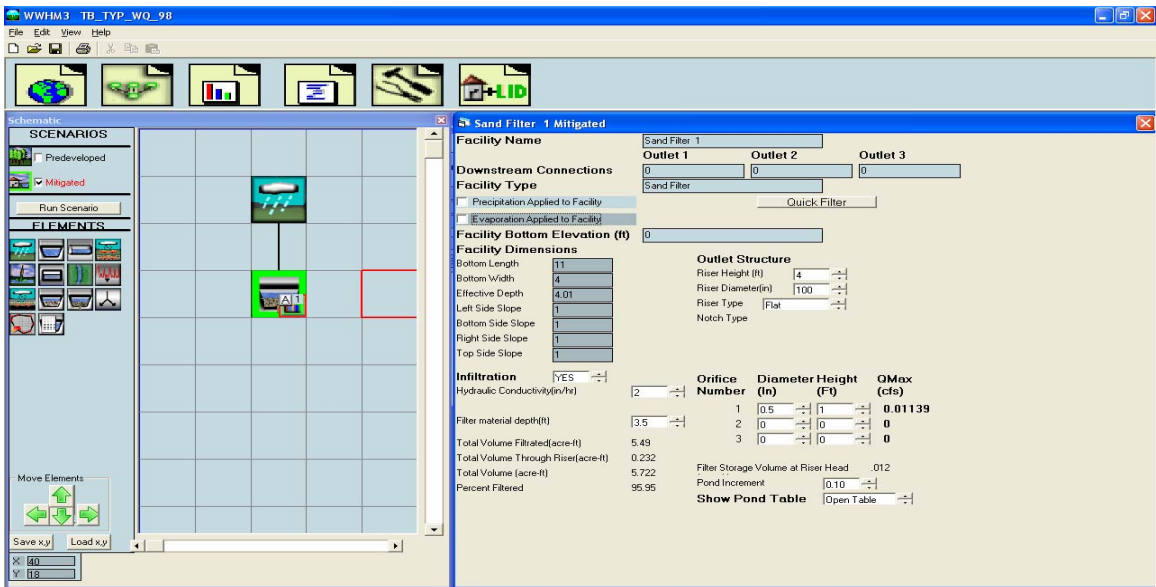 WWHM3 TB_TYP_WQ_98
File Edit View Help
+LID
Schematic
SCENARIOS
Predeveloped
Mitigated
Run Scenario
ELEMENTS
A 1
Move Elements
Save x,y Load x,y
X 40
Y 18
Sand Filter 1 Mitigated
Facility Name Sand Filter 1
Outlet 1 Outlet 2 Outlet 3
Downstream Connections 0 0 0
Facility Type Sand Filter
Precipitation Applied to Facility Quick Filter
Evaporation Applied to Facility
Facility Bottom Elevation (ft) 0
Facility Dimensions
Bottom Length 11
Bottom Width 4
Effective Depth 4.01
Left Side Slope 1
Bottom Side Slope 1
Right Side Slope 1
Top Side Slope 1
Outlet Structure
Riser Height (ft) 4
Riser Diameter(in) 100
Riser Type Flat
Notch Type
Infiltration YES
Hydraulic Conductivity(in/hr) 2
Filter material depth(ft) 3.5
Total Volume Filtrated(acre-ft) 5.49
Total Volume Through Riser(acre-ft) 0.232
Total Volume (acre-ft) 5.722
Percent Filtered 95.95
Orifice Diameter Height QMax
Number (In) (Ft) (cfs)
1 0.5 1 0.01139
2 0 0 0
3 0 0 0
Filter Storage Volume at Riser Head .012
Pond Increment 0.10
Show Pond Table Open Table